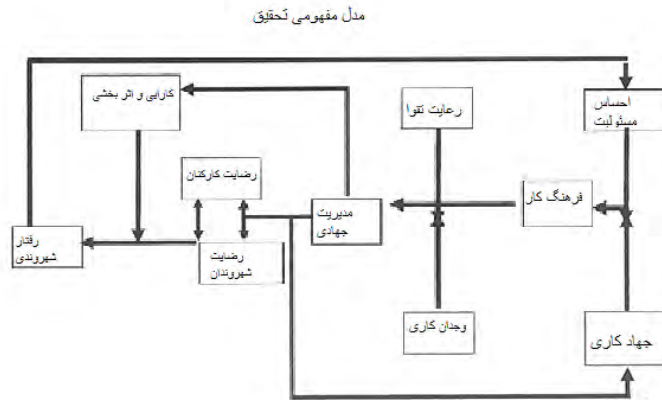 مدل مفهومی تحقیق
کارایی و اثر بخشی
رعایت تقوا
احساس
مسئولیت
رضایت کارکنان
فرهنگ کار
مدیریت
جهادی
رفتار
شهروندی
رضایت
شهروندان
وجدان کاری
جهاد کاری